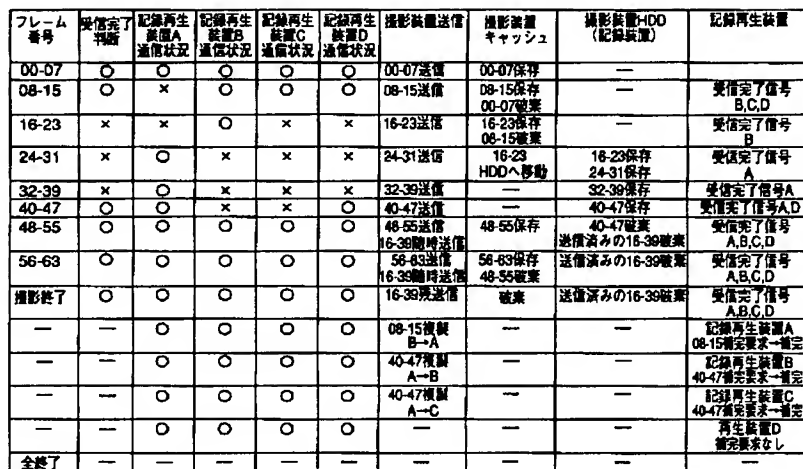 フレーム番号 受信完了判断 記録再生装置A通信状況 記録再生装置B通信状況 記録再生装置C通信状況 記録再生装置D通信状況 撮影装置送信 撮影装置キャッシュ 撮影装置HDD(記録装置) 記録再生装置
00-07 ○ ○ ○ ○ ○ 00-07送信 00-07保存 —
08-15 ○ × ○ ○ ○ 08-15送信 08-15保存 00-07破棄 — 受信完了信号 B,C,D
16-23 × × ○ × × 16-23送信 16-23保存 08-15破棄 — 受信完了信号 B
24-31 × ○ × × × 24-31送信 16-23 HDDへ移動 16-23保存 24-31保存 受信完了信号 A
32-39 × ○ × × × 32-39送信 — 32-39保存 受信完了信号A
40-47 ○ ○ × × ○ 40-47送信 — 40-47保存 受信完了信号A,D
48-55 ○ ○ ○ ○ ○ 48-55送信 16-39随時送信 48-55保存 40-47破棄 送信済みの16-39破棄 受信完了信号 A,B,C,D
56-63 ○ ○ ○ ○ ○ 56-63送信 16-39随時送信 56-63保存 48-55破棄 送信済みの16-39破棄 受信完了信号 A,B,C,D
撮影終了 ○ ○ ○ ○ ○ 16-39残送信 破棄 送信済みの16-39破棄 受信完了信号 A,B,C,D
— — ○ ○ ○ ○ 08-15複製 B→A — — 記録再生装置A 08-15補完要求→補完
— — ○ ○ ○ ○ 40-47複製 A→B — — 記録再生装置B 40-47補完要求→補完
— — ○ ○ ○ ○ 40-47複製 A→C — — 記録再生装置C 40-47補完要求→補完
— — ○ ○ ○ ○ — — — 再生装置D 補完要求なし
全終了 — — — — — — — — —